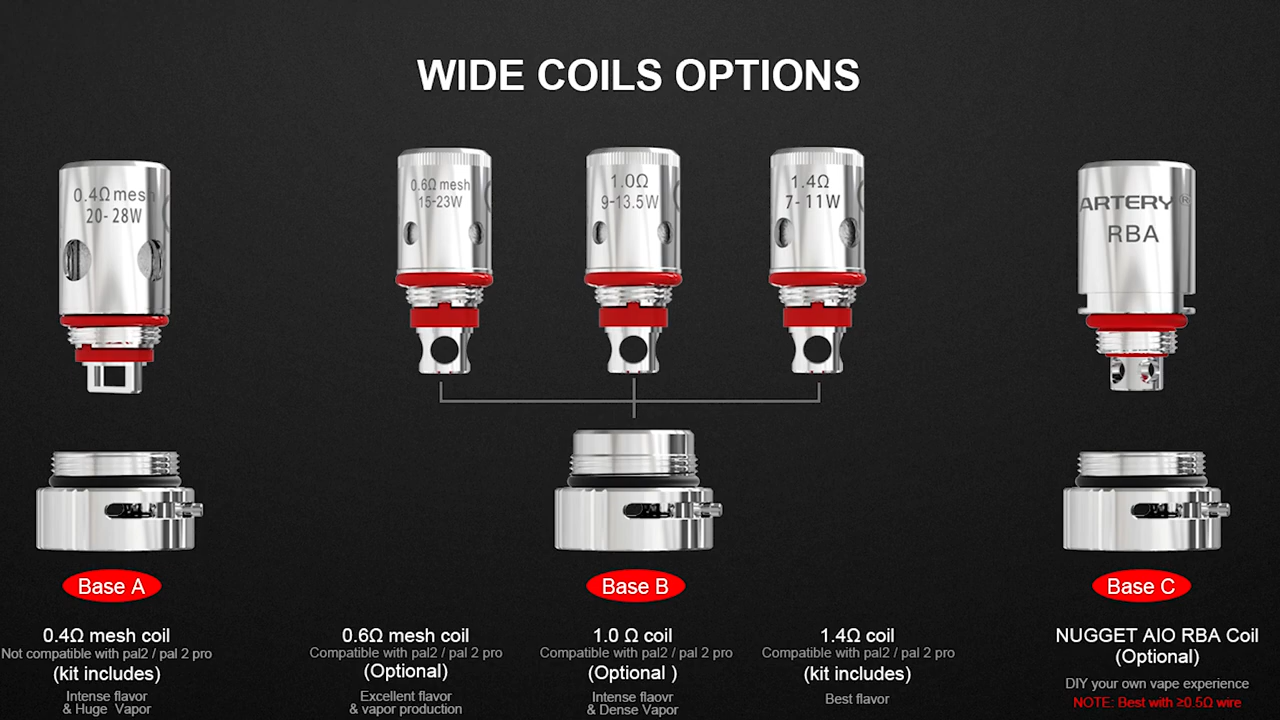 WIDE COILS OPTIONS
0.4Ω mesh
20- 28W
0.6Ω mesh
15-23W
1.0Ω
9-13.5W
1.4Ω
7- 11W
ARTERY®
RBA
Base A
Base B
Base C
0.4Ω mesh coil
Not compatible with pal2 / pal 2 pro
(kit includes)
Intense flavor
& Huge Vapor
0.6Ω mesh coil
Compatible with pal2 / pal 2 pro
(Optional)
Excellent flavor
& vapor production
1.0 Ω coil
Compatible with pal2 / pal 2 pro
(Optional )
Intense flaovr
& Dense Vapor
1.4Ω coil
Compatible with pal2 / pal 2 pro
(kit includes)
Best flavor
NUGGET AIO RBA Coil
(Optional)
DIY your own vape experience
NOTE: Best with ≥0.5Ω wire